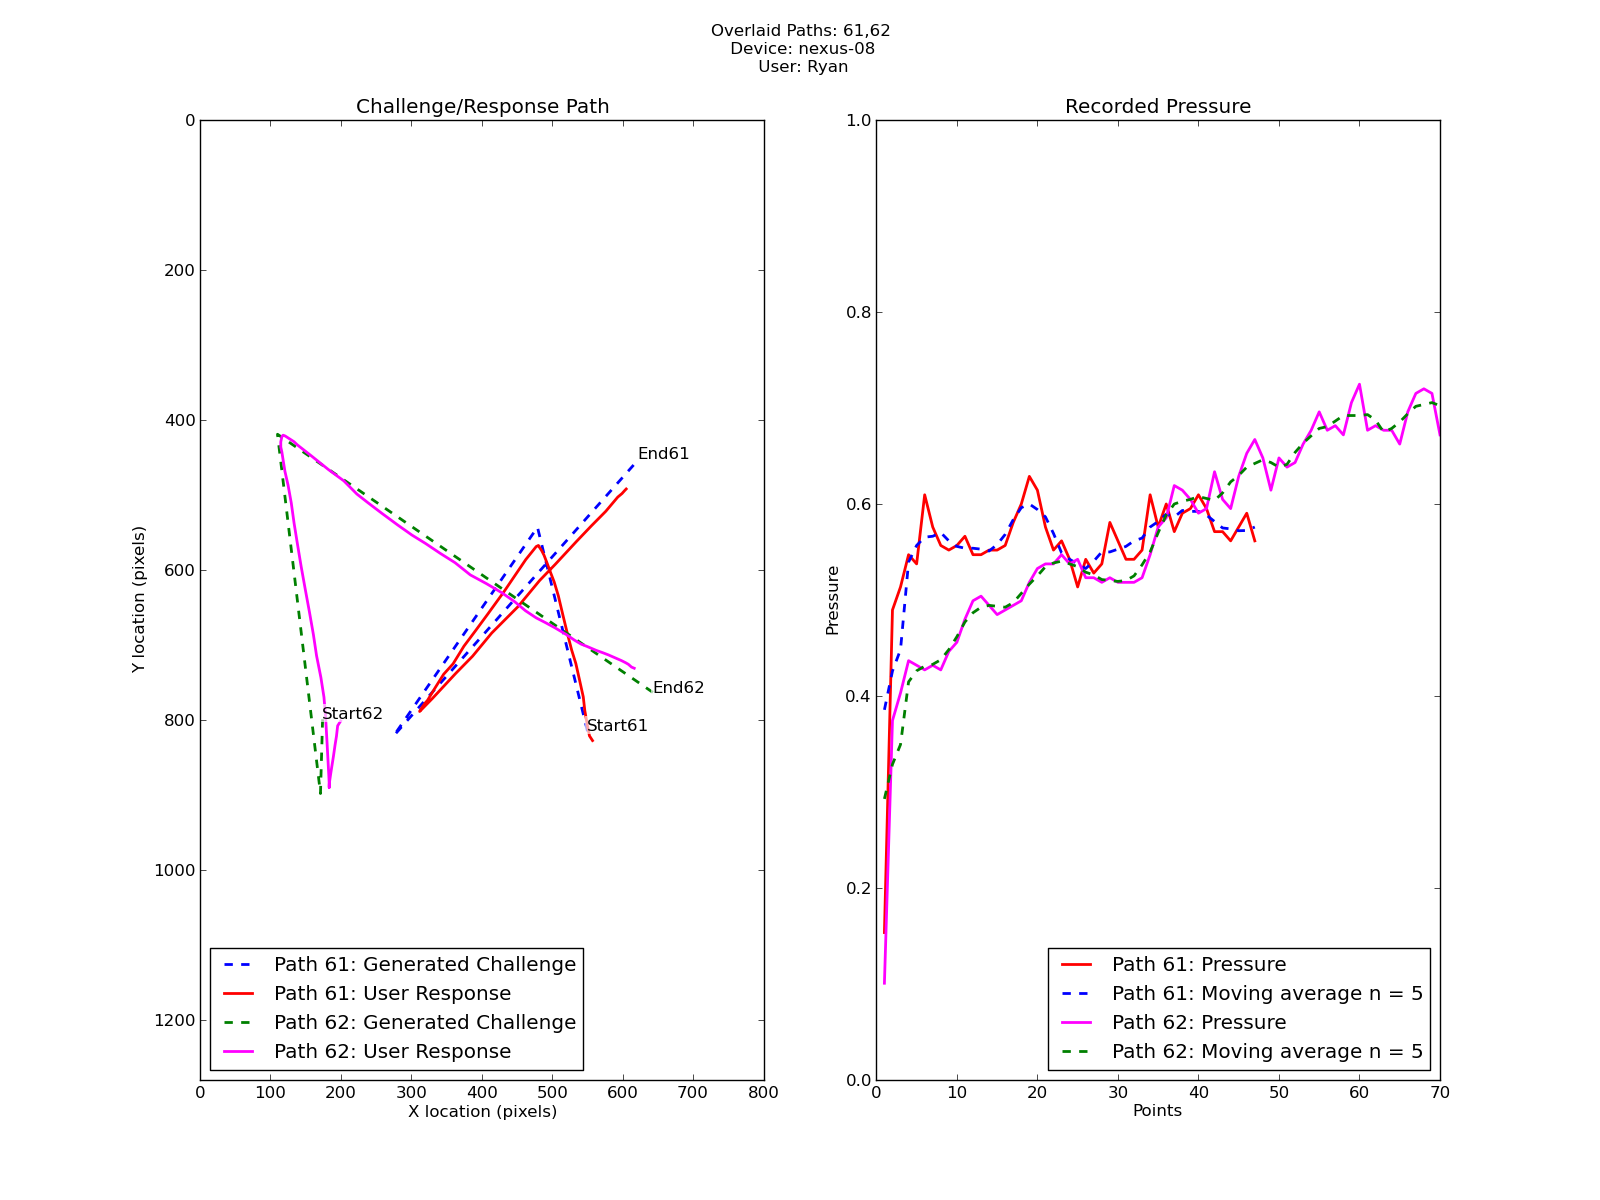 Overlaid Paths: 61,62
Device: nexus-08
User: Ryan
Challenge/Response Path
0
200
400
600
800
1000
1200
Y location (pixels)
End61
End62
Start62
Start61
Path 61: Generated Challenge
Path 61: User Response
Path 62: Generated Challenge
Path 62: User Response
0 100 200 300 400 500 600 700 800
X location (pixels)
Recorded Pressure
1.0
0.8
0.6
0.4
0.2
0.0
Pressure
Path 61: Pressure
Path 61: Moving average n = 5
Path 62: Pressure
Path 62: Moving average n = 5
0 10 20 30 40 50 60 70
Points